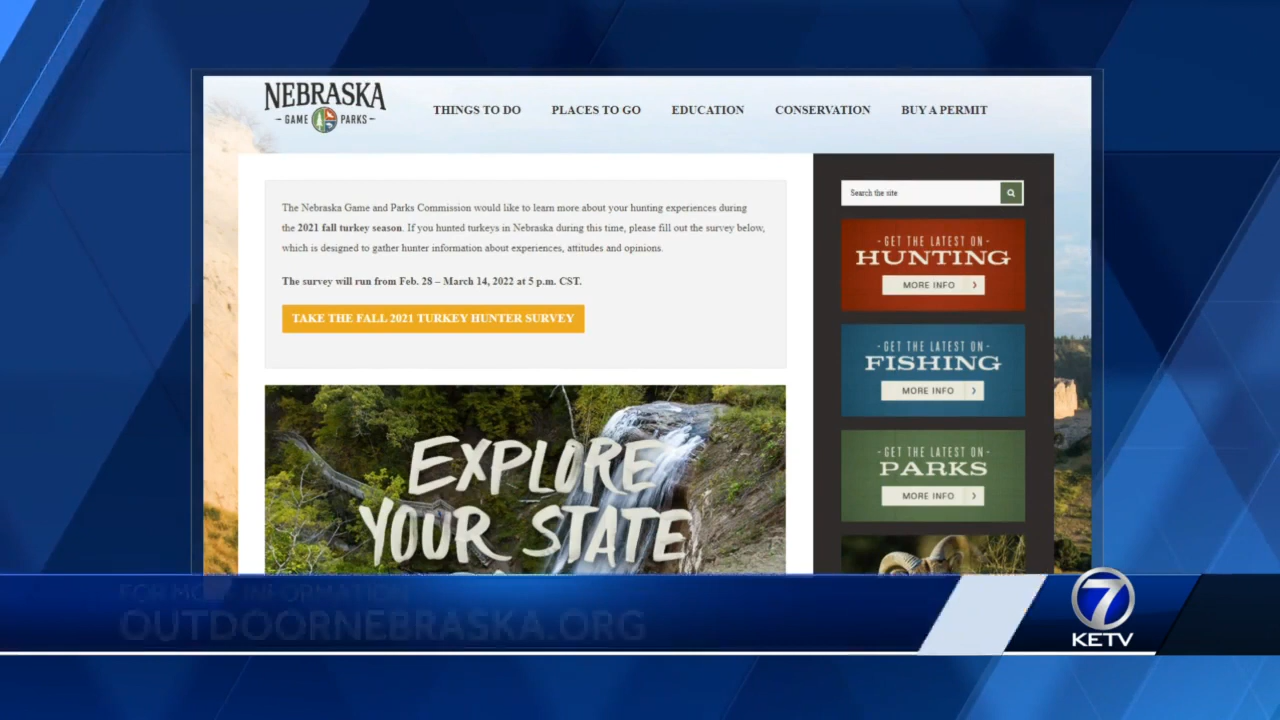 NEBRASKA
GAME PARKS
THINGS TO DO PLACES TO GO EDUCATION CONSERVATION BUY A PERMIT
The Nebraska Game and Parks Commission would like to learn more about your hunting experiences during
the 2021 fall turkey season. If you hunted turkeys in Nebraska during this time, please fill out the survey below,
which is designed to gather hunter information about experiences, attitudes and opinions.
The survey will run from Feb. 28 – March 14, 2022 at 5 p.m. CST.
TAKE THE FALL 2021 TURKEY HUNTER SURVEY
EXPLORE
YOUR STATE
Search the site
- GET THE LATEST ON -
HUNTING
MORE INFO >
- GET THE LATEST ON -
FISHING
MORE INFO >
- GET THE LATEST ON -
PARKS
MORE INFO >
FOR MORE INFORMATION
OUTDOORNEBRASKA.ORG
7
KETV